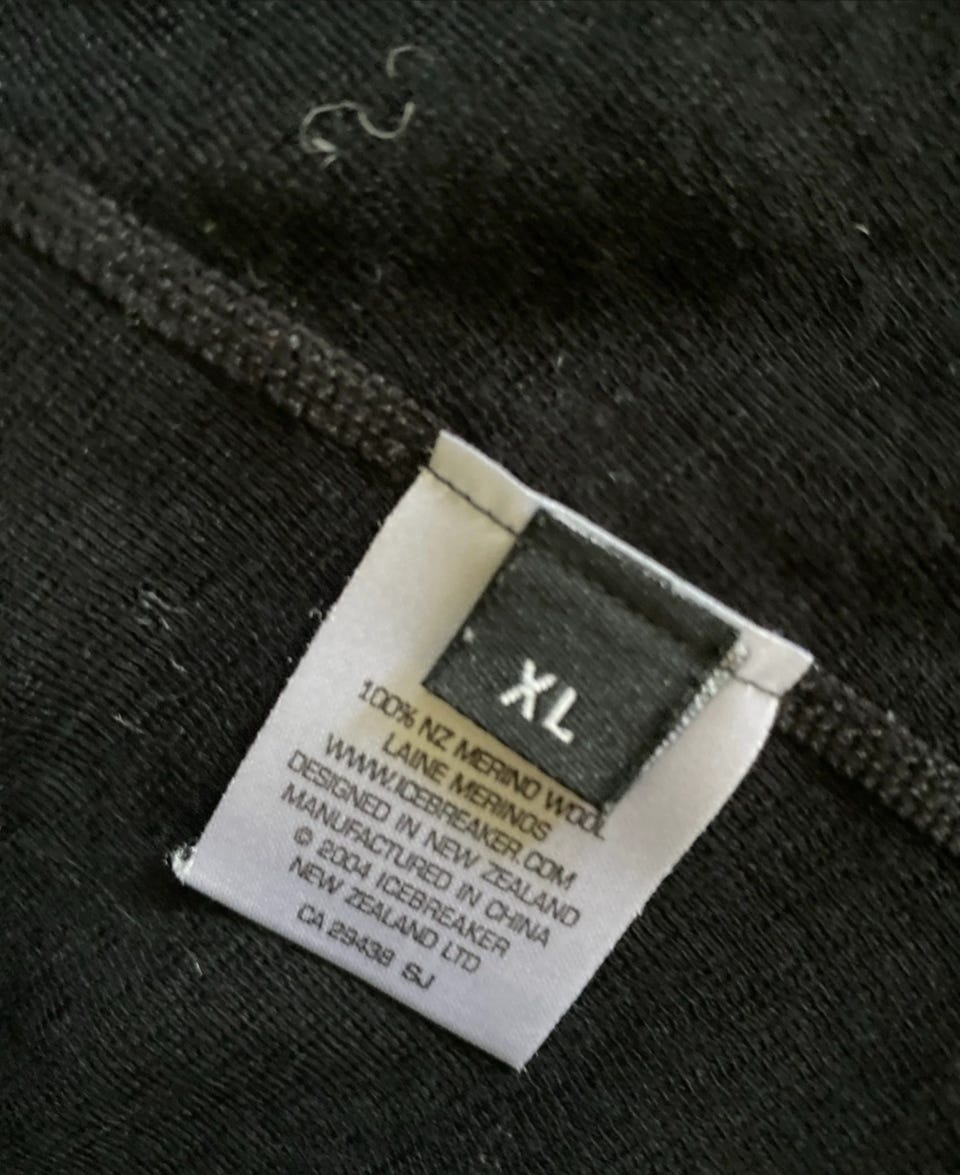 XL
100% NZ MERINO WOOL
LAINE MERINOS
WWW.ICEBREAKER.COM
DESIGNED IN NEW ZEALAND
MANUFACTURED IN CHINA
© 2004 ICEBREAKER
NEW ZEALAND LTD
CA 29438 SJ